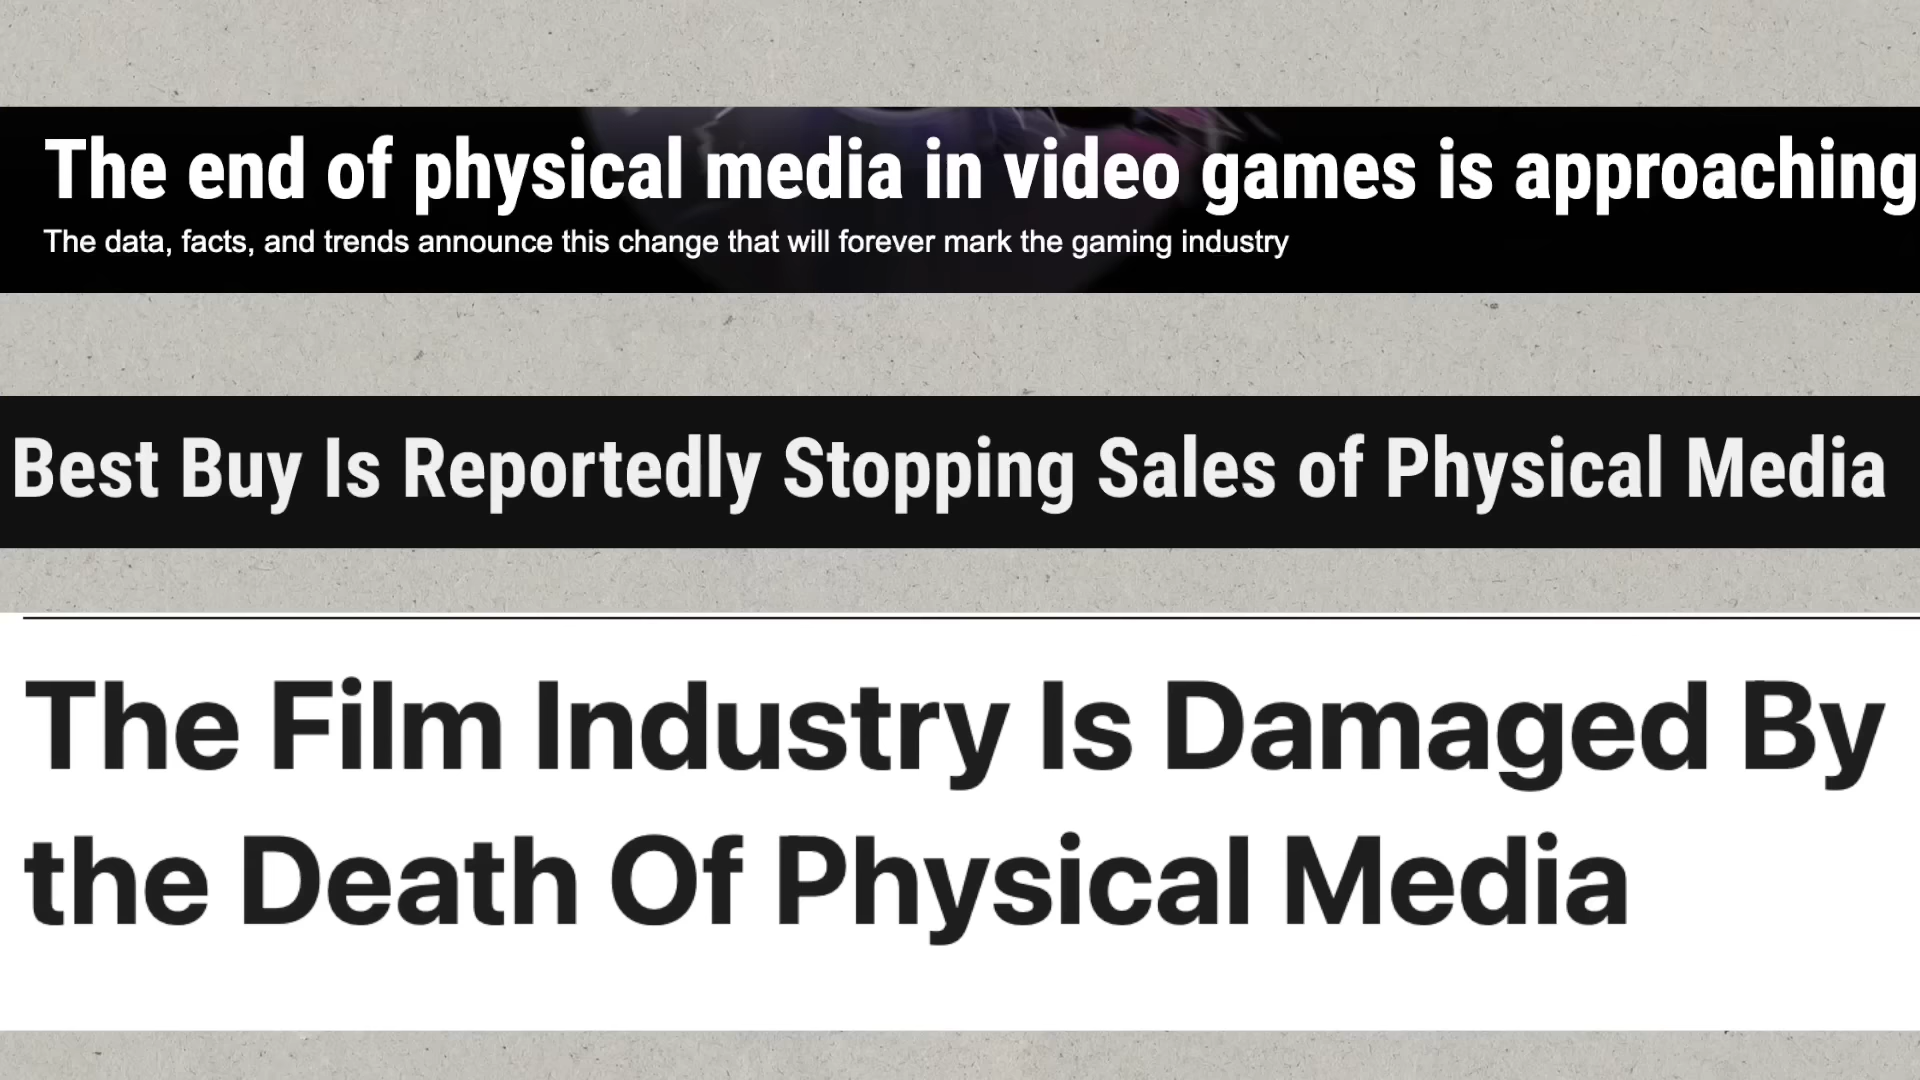 The end of physical media in video games is approaching
The data, facts, and trends announce this change that will forever mark the gaming industry
Best Buy Is Reportedly Stopping Sales of Physical Media
The Film Industry Is Damaged By
the Death Of Physical Media